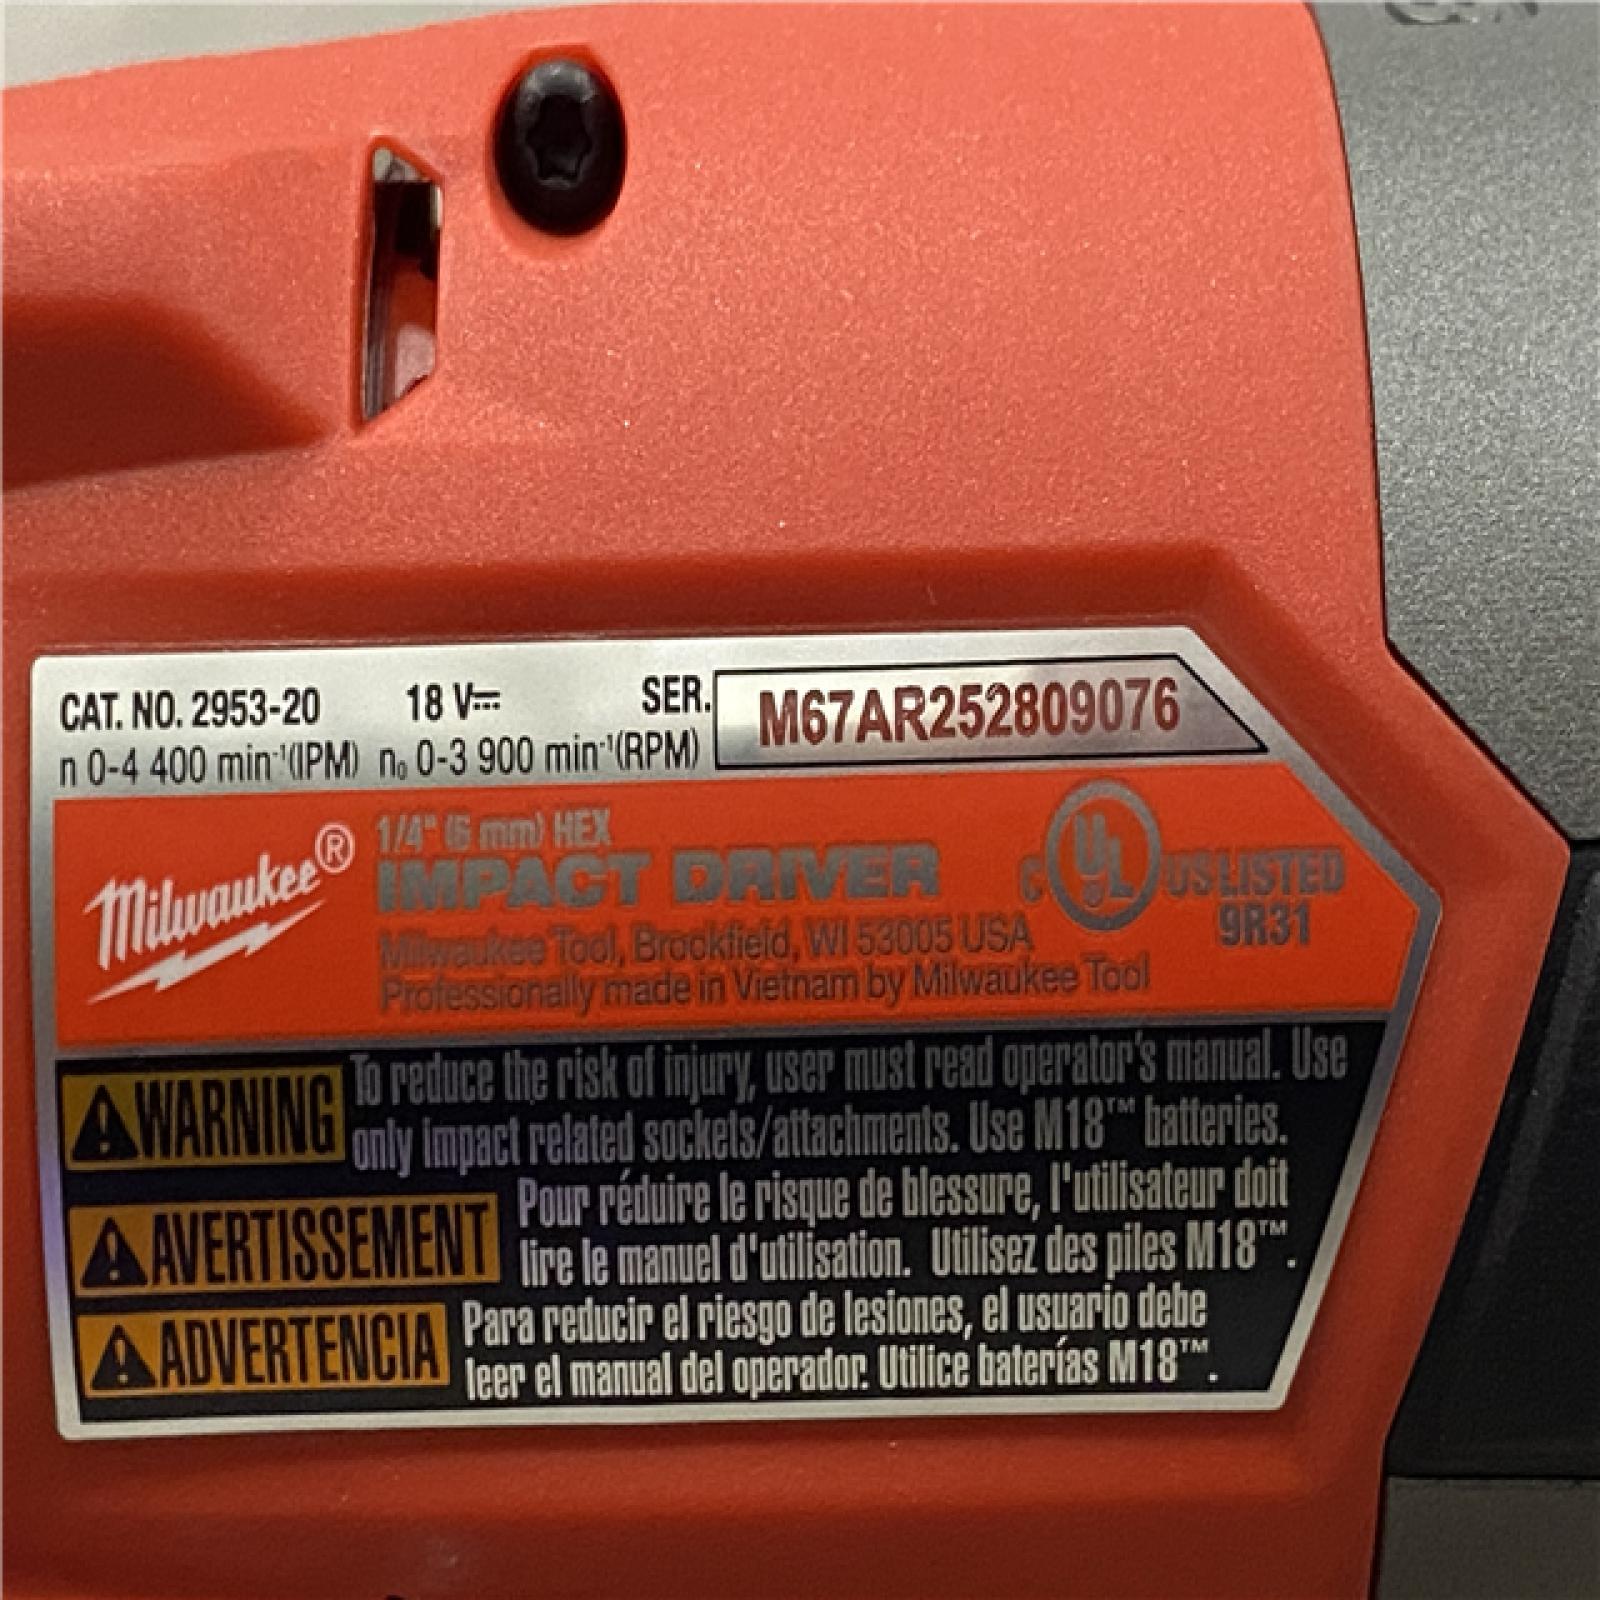 CAT. NO. 2953-20 18 V⎓ SER. M67AR252809076
n 0-4 400 min⁻¹(IPM) n₀ 0-3 900 min⁻¹(RPM)
Milwaukee®
1/4" (6 mm) HEX
IMPACT DRIVER
Milwaukee Tool, Brookfield, WI 53005 USA
Professionally made in Vietnam by Milwaukee Tool
C UL US LISTED
9R31
WARNING To reduce the risk of injury, user must read operator's manual. Use
only impact related sockets/attachments. Use M18™ batteries.
AVERTISSEMENT Pour réduire le risque de blessure, l'utilisateur doit
lire le manuel d'utilisation. Utilisez des piles M18™.
ADVERTENCIA Para reducir el riesgo de lesiones, el usuario debe
leer el manual del operador. Utilice baterías M18™.